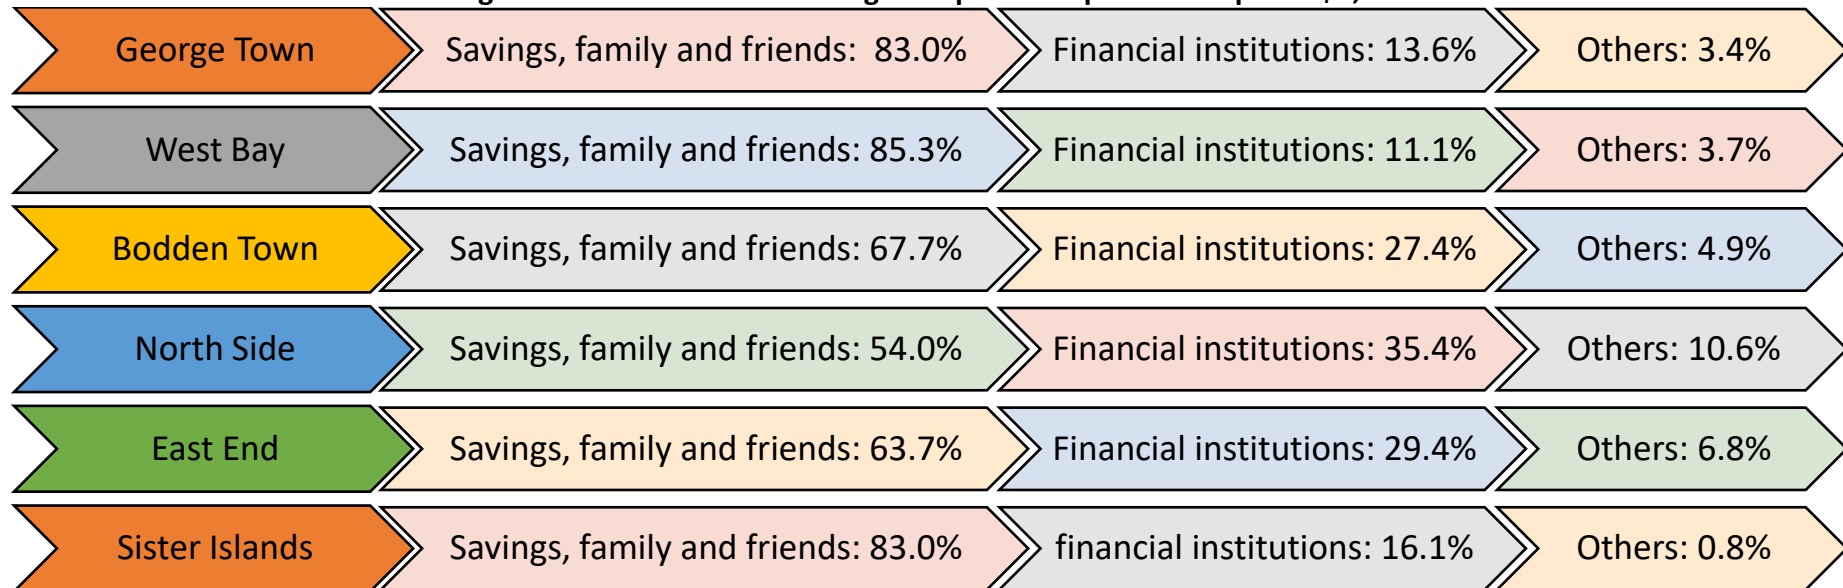 George Town Savings, family and friends: 83.0% Financial institutions: 13.6% Others: 3.4%
West Bay Savings, family and friends: 85.3% Financial institutions: 11.1% Others: 3.7%
Bodden Town Savings, family and friends: 67.7% Financial institutions: 27.4% Others: 4.9%
North Side Savings, family and friends: 54.0% Financial institutions: 35.4% Others: 10.6%
East End Savings, family and friends: 63.7% Financial institutions: 29.4% Others: 6.8%
Sister Islands Savings, family and friends: 83.0% financial institutions: 16.1% Others: 0.8%